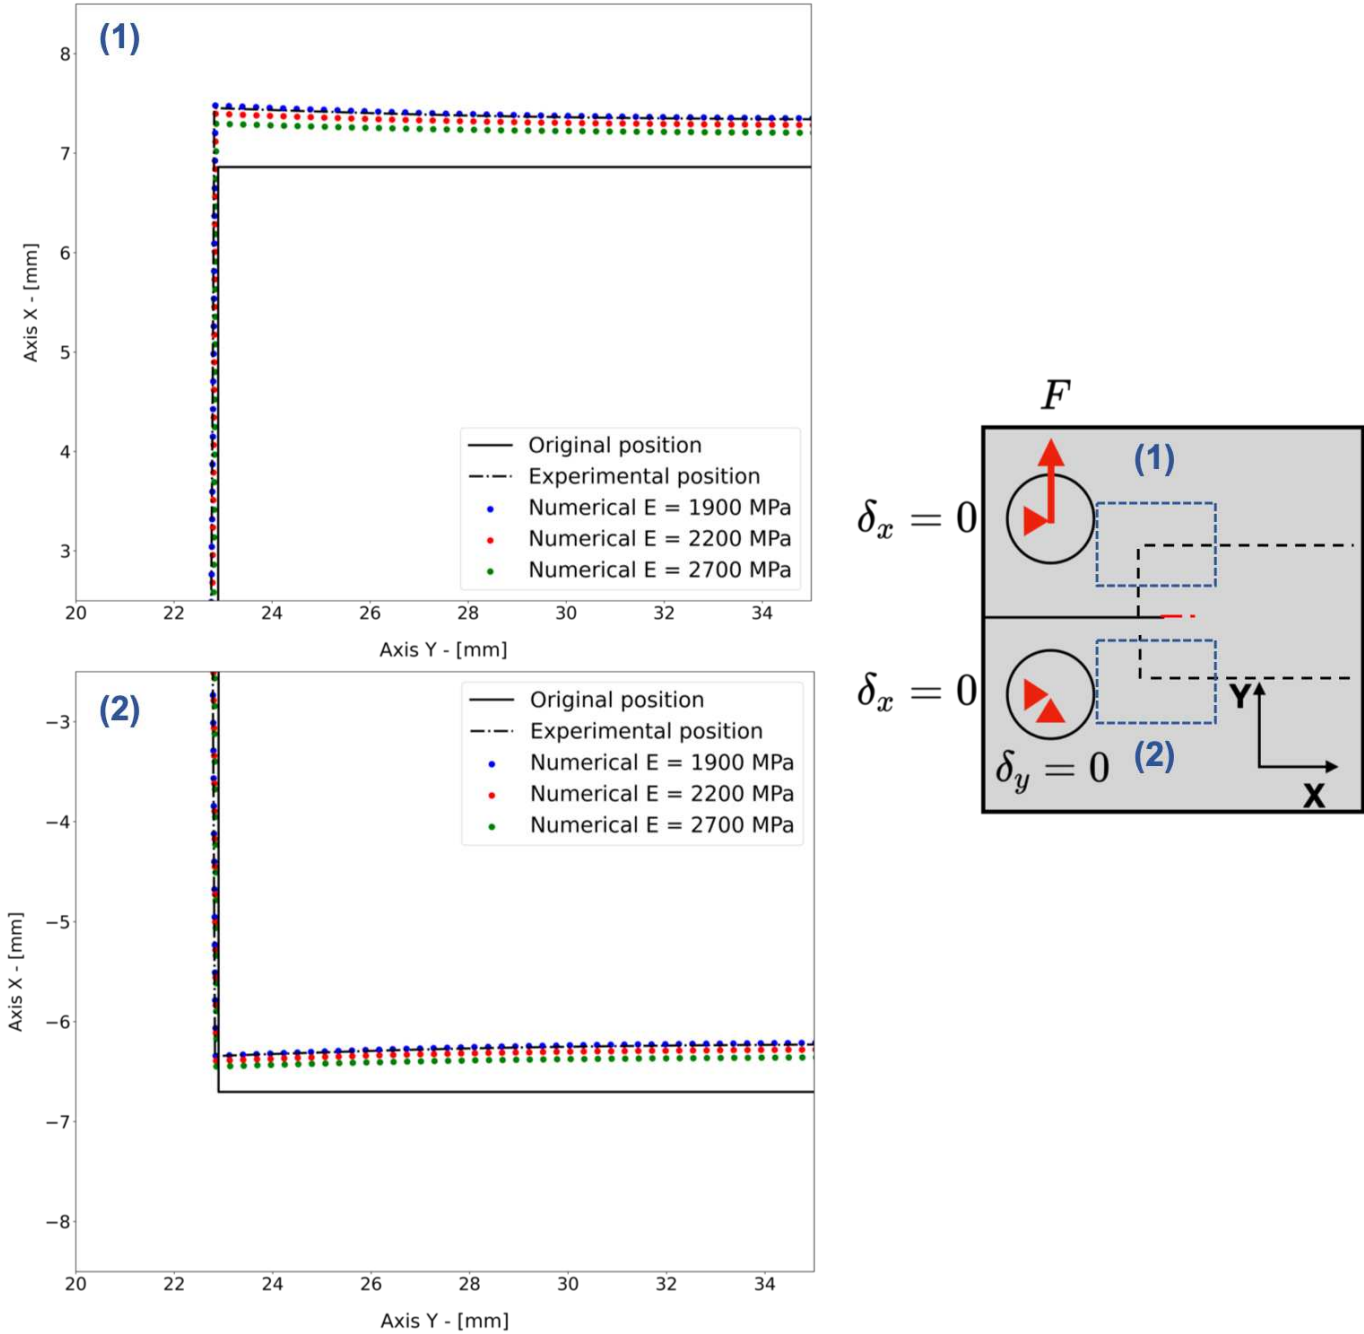 (1)
8
7
6
5
4
3
Axis X - [mm]
Original position
Experimental position
Numerical E = 1900 MPa
Numerical E = 2200 MPa
Numerical E = 2700 MPa
20 22 24 26 28 30 32 34
Axis Y - [mm]
(2)
−3
−4
−5
−6
−7
−8
Axis X - [mm]
Original position
Experimental position
Numerical E = 1900 MPa
Numerical E = 2200 MPa
Numerical E = 2700 MPa
20 22 24 26 28 30 32 34
Axis Y - [mm]
F
(1)
δx = 0
δx = 0
Y
(2)
δy = 0
X